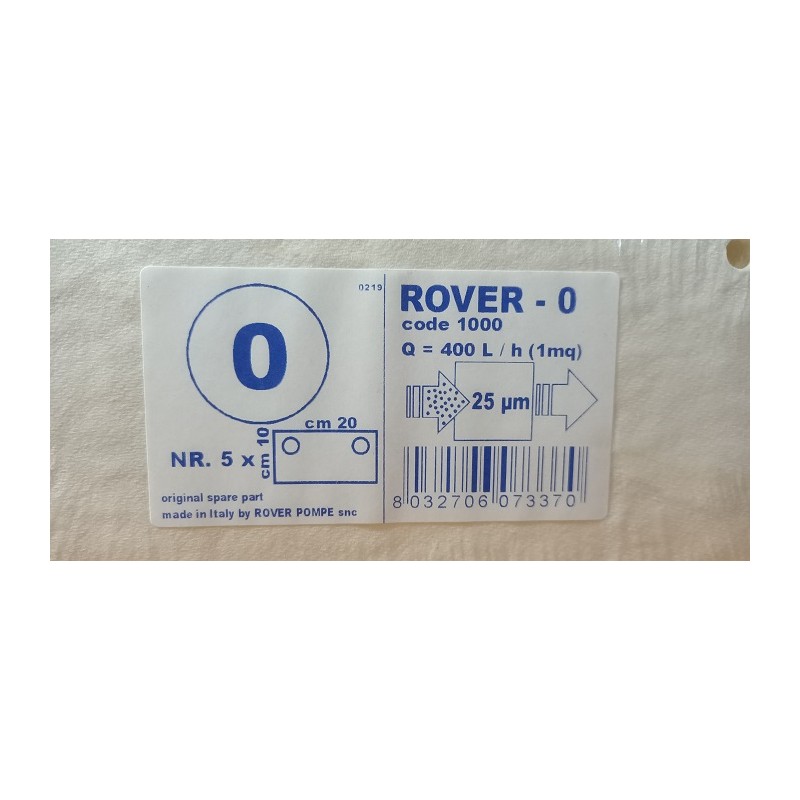 0219
0
cm 20
cm 10
NR. 5 x
original spare part
made in Italy by ROVER POMPE snc
ROVER - 0
code 1000
Q = 400 L / h (1mq)
25 µm
8 032706 073370